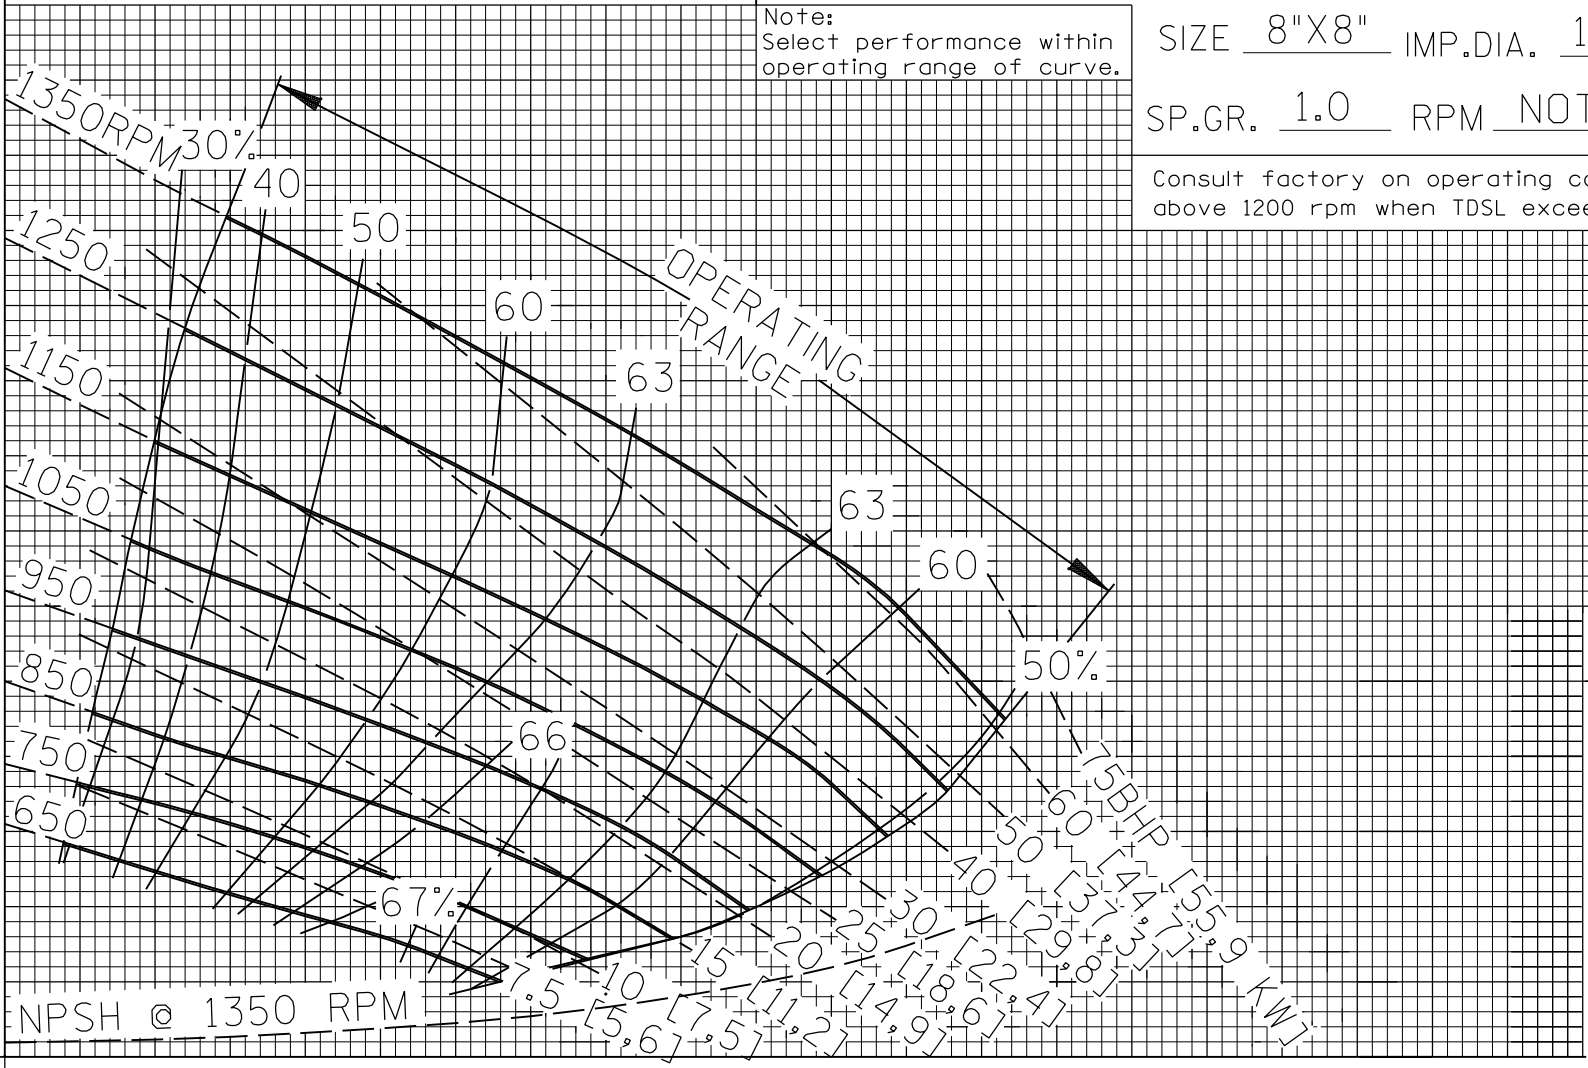 Note:
Select performance within
operating range of curve.
SIZE 8"X8" IMP.DIA. 1
SP.GR. 1.0 RPM NOT
Consult factory on operating co
above 1200 rpm when TDSL excee
1350RPM
30%
40
50
60
63
63
60
50%
OPERATING
RANGE
1250
1150
1050
950
850
750
650
66
67%
75BHP [55,9 KW]
60 [44,7]
50 [37,3]
40 [29,8]
30 [22,4]
25 [18,6]
20 [14,9]
15 [11,2]
10 [7,5]
7.5 [5,6]
NPSH @ 1350 RPM